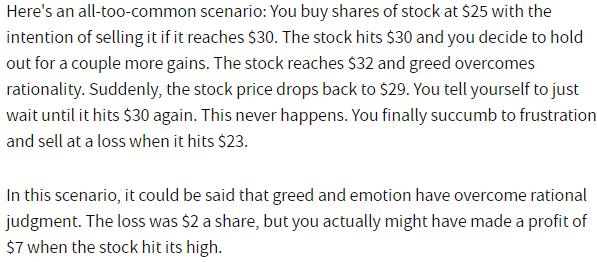 Here's an all-too-common scenario: You buy shares of stock at $25 with the
intention of selling it if it reaches $30. The stock hits $30 and you decide to hold
out for a couple more gains. The stock reaches $32 and greed overcomes
rationality. Suddenly, the stock price drops back to $29. You tell yourself to just
wait until it hits $30 again. This never happens. You finally succumb to frustration
and sell at a loss when it hits $23.
In this scenario, it could be said that greed and emotion have overcome rational
judgment. The loss was $2 a share, but you actually might have made a profit of
$7 when the stock hit its high.